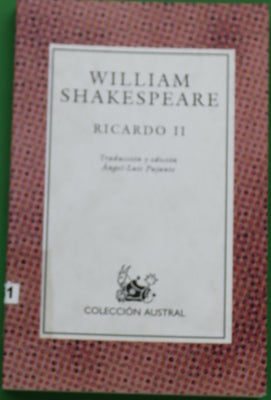 WILLIAM
SHAKESPEARE
RICARDO II
Traducción y edición
Ángel-Luis Pujante
1
COLECCIÓN AUSTRAL